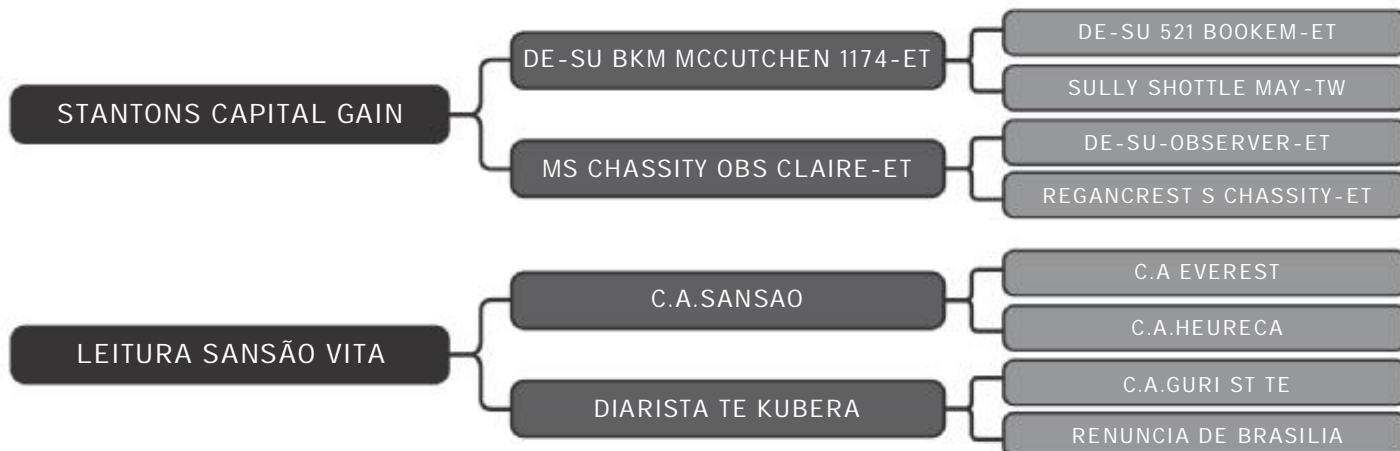 STANTONS CAPITAL GAIN
DE-SU BKM MCCUTCHEN 1174-ET
DE-SU 521 BOOKEM-ET
SULLY SHOTTLE MAY-TW
MS CHASSITY OBS CLAIRE-ET
DE-SU-OBSERVER-ET
REGANCREST S CHASSITY-ET
LEITURA SANSÃO VITA
C.A.SANSAO
C.A EVEREST
C.A.HEURECA
DIARISTA TE KUBERA
C.A.GURI ST TE
RENUNCIA DE BRASILIA